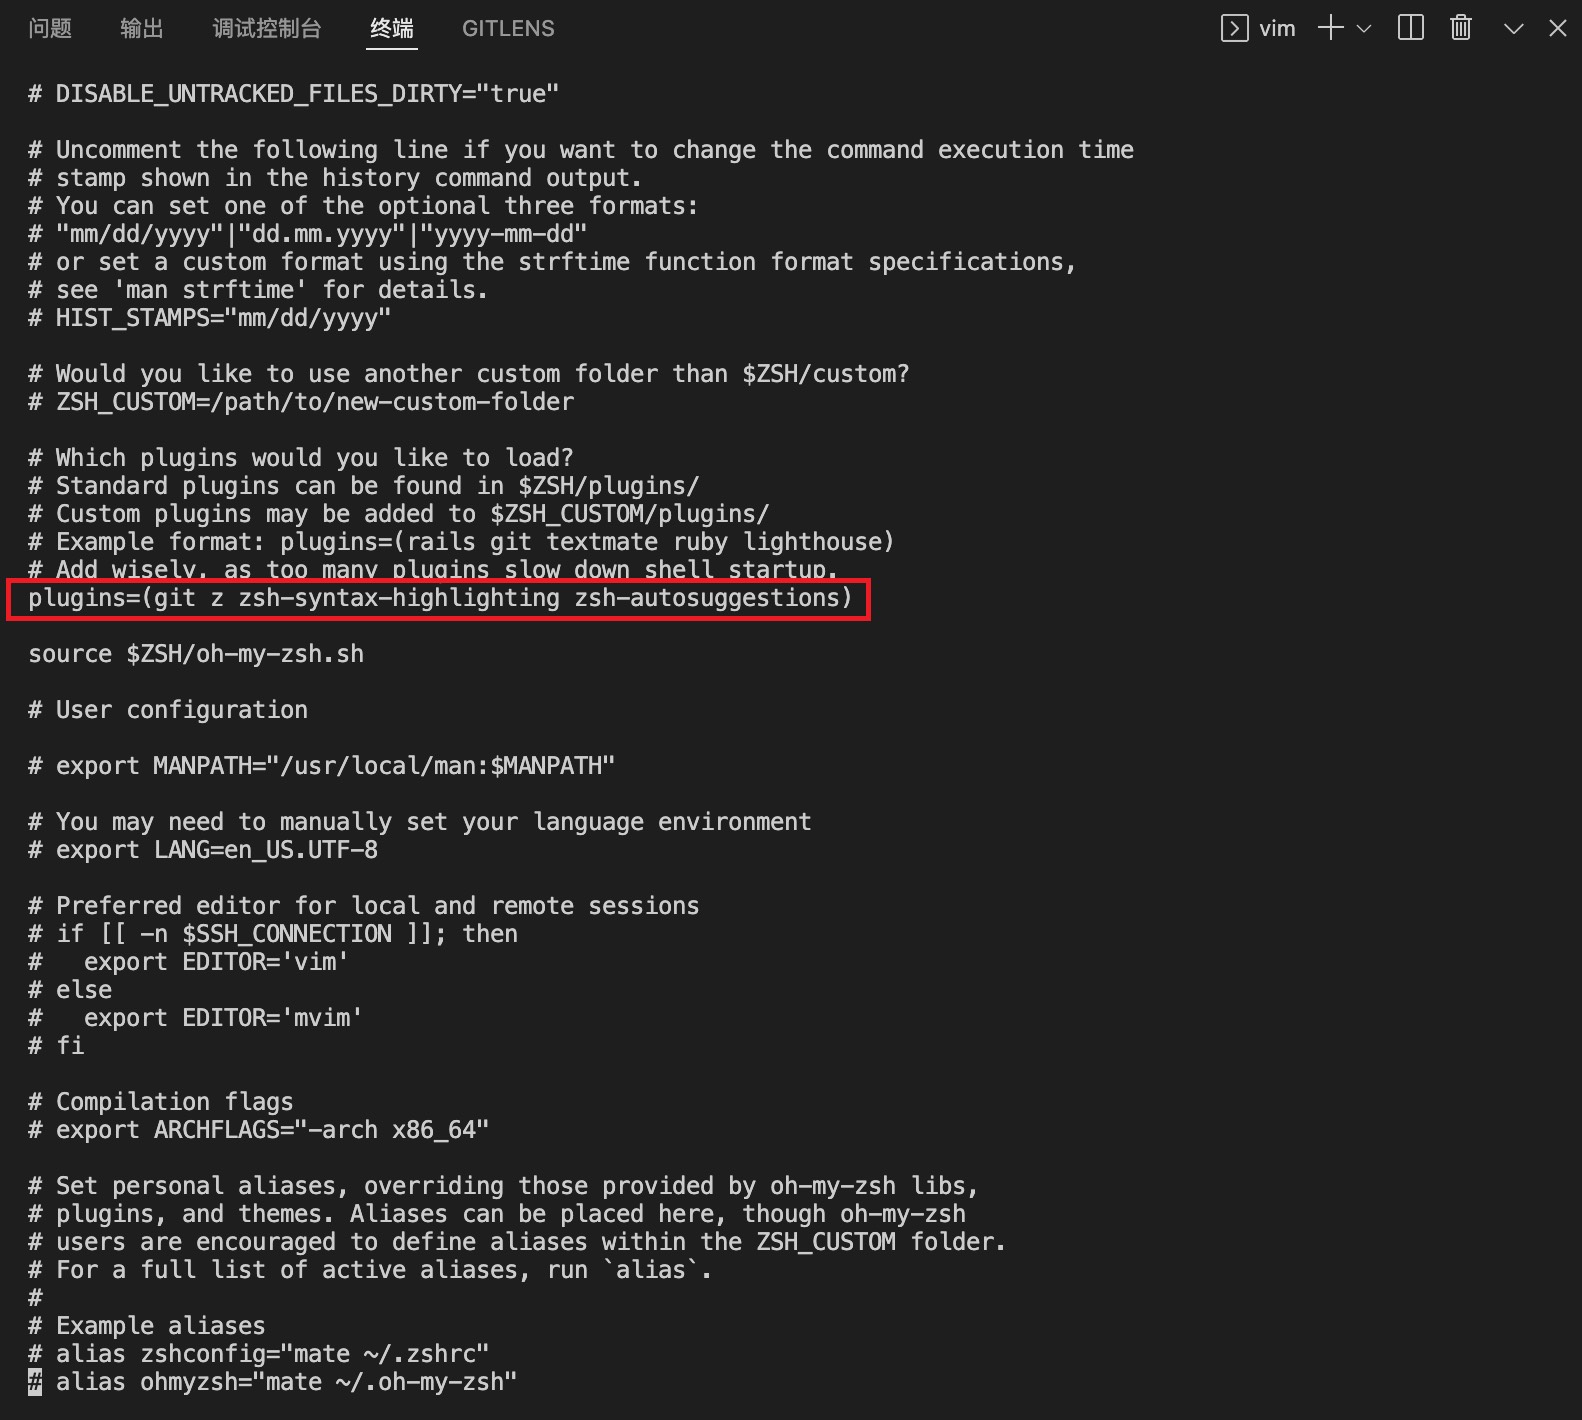 问题 输出 调试控制台 终端 GITLENS vim
# DISABLE_UNTRACKED_FILES_DIRTY="true"
# Uncomment the following line if you want to change the command execution time
# stamp shown in the history command output.
# You can set one of the optional three formats:
# "mm/dd/yyyy"|"dd.mm.yyyy"|"yyyy-mm-dd"
# or set a custom format using the strftime function format specifications,
# see 'man strftime' for details.
# HIST_STAMPS="mm/dd/yyyy"
# Would you like to use another custom folder than $ZSH/custom?
# ZSH_CUSTOM=/path/to/new-custom-folder
# Which plugins would you like to load?
# Standard plugins can be found in $ZSH/plugins/
# Custom plugins may be added to $ZSH_CUSTOM/plugins/
# Example format: plugins=(rails git textmate ruby lighthouse)
# Add wisely, as too many plugins slow down shell startup.
plugins=(git z zsh-syntax-highlighting zsh-autosuggestions)
source $ZSH/oh-my-zsh.sh
# User configuration
# export MANPATH="/usr/local/man:$MANPATH"
# You may need to manually set your language environment
# export LANG=en_US.UTF-8
# Preferred editor for local and remote sessions
# if [[ -n $SSH_CONNECTION ]]; then
#   export EDITOR='vim'
# else
#   export EDITOR='mvim'
# fi
# Compilation flags
# export ARCHFLAGS="-arch x86_64"
# Set personal aliases, overriding those provided by oh-my-zsh libs,
# plugins, and themes. Aliases can be placed here, though oh-my-zsh
# users are encouraged to define aliases within the ZSH_CUSTOM folder.
# For a full list of active aliases, run `alias`.
#
# Example aliases
# alias zshconfig="mate ~/.zshrc"
# alias ohmyzsh="mate ~/.oh-my-zsh"